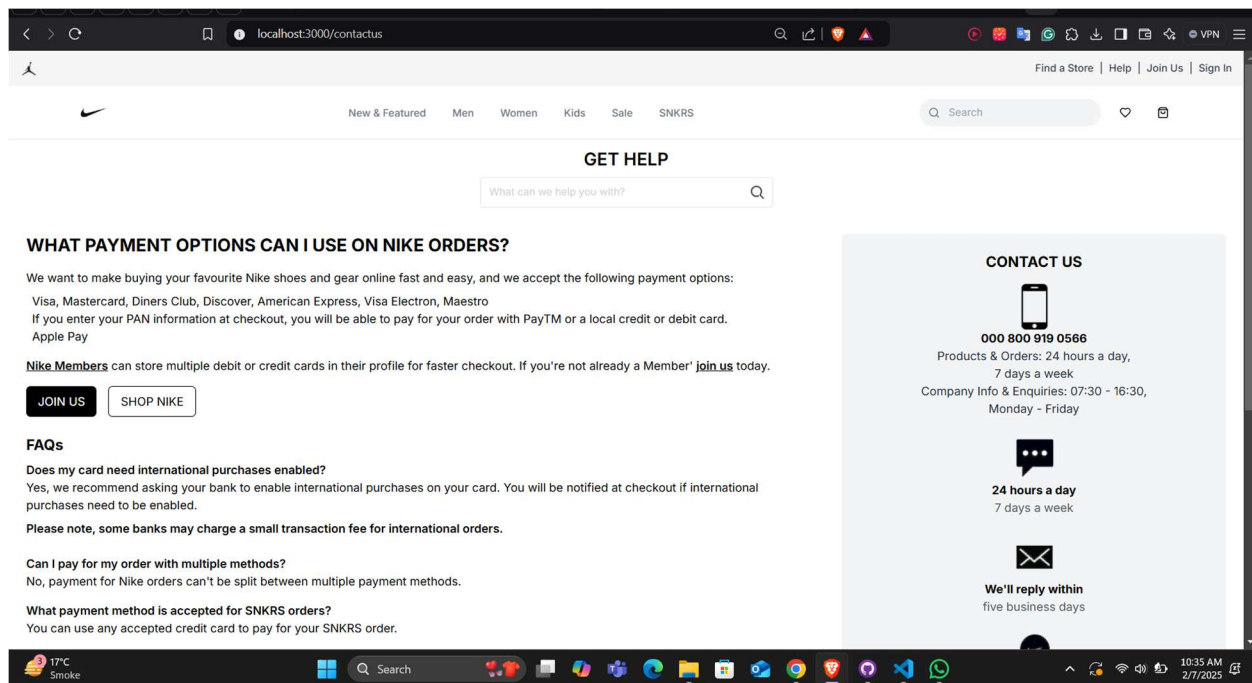 localhost:3000/contactus
VPN
Find a Store | Help | Join Us | Sign In
New & Featured Men Women Kids Sale SNKRS
Search
GET HELP
What can we help you with?
WHAT PAYMENT OPTIONS CAN I USE ON NIKE ORDERS?
We want to make buying your favourite Nike shoes and gear online fast and easy, and we accept the following payment options:
Visa, Mastercard, Diners Club, Discover, American Express, Visa Electron, Maestro
If you enter your PAN information at checkout, you will be able to pay for your order with PayTM or a local credit or debit card.
Apple Pay
Nike Members can store multiple debit or credit cards in their profile for faster checkout. If you're not already a Member' join us today.
JOIN US
SHOP NIKE
FAQs
Does my card need international purchases enabled?
Yes, we recommend asking your bank to enable international purchases on your card. You will be notified at checkout if international
purchases need to be enabled.
Please note, some banks may charge a small transaction fee for international orders.
Can I pay for my order with multiple methods?
No, payment for Nike orders can't be split between multiple payment methods.
What payment method is accepted for SNKRS orders?
You can use any accepted credit card to pay for your SNKRS order.
CONTACT US
000 800 919 0566
Products & Orders: 24 hours a day,
7 days a week
Company Info & Enquiries: 07:30 - 16:30,
Monday - Friday
24 hours a day
7 days a week
We'll reply within
five business days
3
17°C
Smoke
Search
10:35 AM
2/7/2025